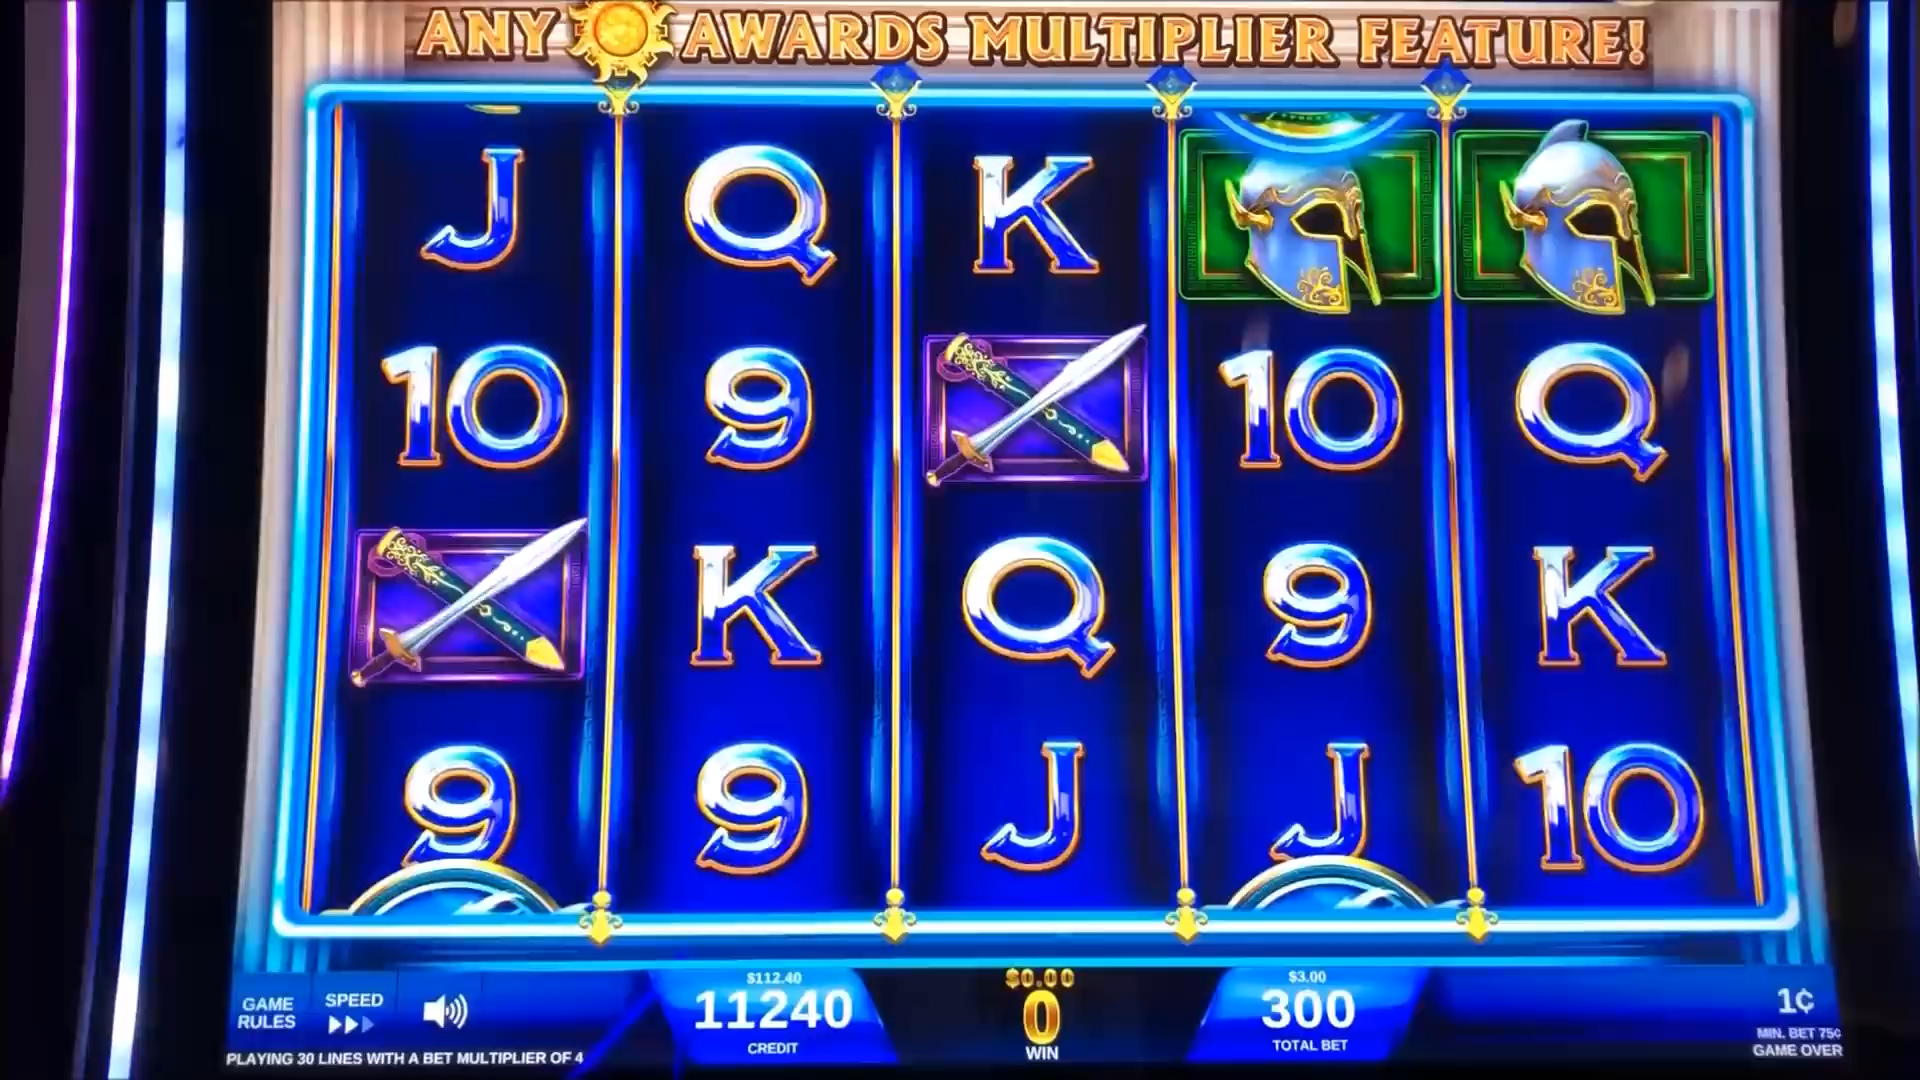 ANY AWARDS MULTIPLIER FEATURE!
J Q K
10 9 10 Q
K Q 9 K
9 9 J J 10
GAME RULES
SPEED
$112.40
11240
CREDIT
$0.00
0
WIN
$3.00
300
TOTAL BET
1¢
MIN. BET 75¢
GAME OVER
PLAYING 30 LINES WITH A BET MULTIPLIER OF 4